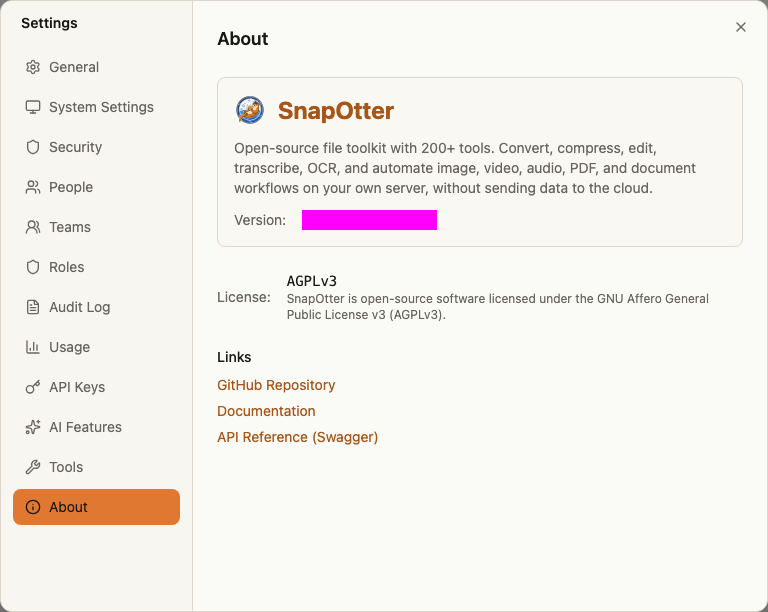 Settings
General
System Settings
Security
People
Teams
Roles
Audit Log
Usage
API Keys
AI Features
Tools
About
About
SnapOtter
Open-source file toolkit with 200+ tools. Convert, compress, edit,
transcribe, OCR, and automate image, video, audio, PDF, and document
workflows on your own server, without sending data to the cloud.
Version:
License:
AGPLv3
SnapOtter is open-source software licensed under the GNU Affero General
Public License v3 (AGPLv3).
Links
GitHub Repository
Documentation
API Reference (Swagger)